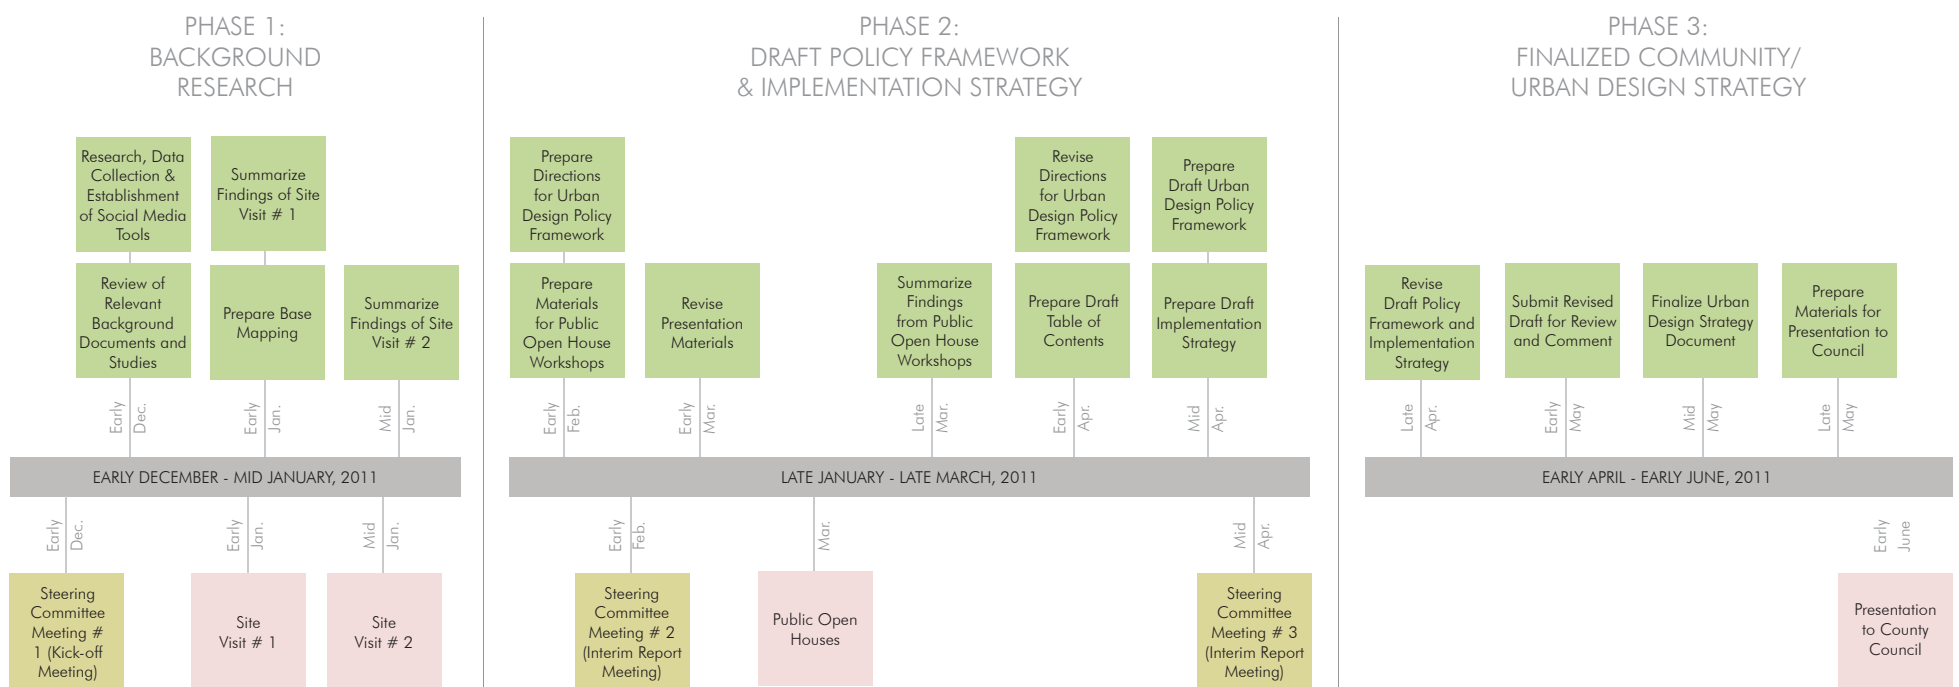 PHASE 1:
BACKGROUND
RESEARCH
Research, Data
Collection &
Establishment
of Social Media
Tools
Summarize
Findings of Site
Visit # 1
Review of
Relevant
Background
Documents and
Studies
Prepare Base
Mapping
Summarize
Findings of Site
Visit # 2
Early
Dec.
Early
Jan.
Mid
Jan.
EARLY DECEMBER - MID JANUARY, 2011
Early
Dec.
Early
Jan.
Mid
Jan.
Steering
Committee
Meeting #
1 (Kick-off
Meeting)
Site
Visit # 1
Site
Visit # 2
PHASE 2:
DRAFT POLICY FRAMEWORK
& IMPLEMENTATION STRATEGY
Prepare
Directions
for Urban
Design Policy
Framework
Revise
Directions
for Urban
Design Policy
Framework
Prepare
Draft Urban
Design Policy
Framework
Prepare
Materials
for Public
Open House
Workshops
Revise
Presentation
Materials
Summarize
Findings
from Public
Open House
Workshops
Prepare Draft
Table of
Contents
Prepare Draft
Implementation
Strategy
Early
Feb.
Early
Mar.
Late
Mar.
Early
Apr.
Mid
Apr.
LATE JANUARY - LATE MARCH, 2011
Early
Feb.
Mar.
Mid
Apr.
Steering
Committee
Meeting # 2
(Interim Report
Meeting)
Public Open
Houses
Steering
Committee
Meeting # 3
(Interim Report
Meeting)
PHASE 3:
FINALIZED COMMUNITY/
URBAN DESIGN STRATEGY
Revise
Draft Policy
Framework and
Implementation
Strategy
Submit Revised
Draft for Review
and Comment
Finalize Urban
Design Strategy
Document
Prepare
Materials for
Presentation to
Council
Late
Apr.
Early
May
Mid
May
Late
May
EARLY APRIL - EARLY JUNE, 2011
Early
June
Presentation
to County
Council